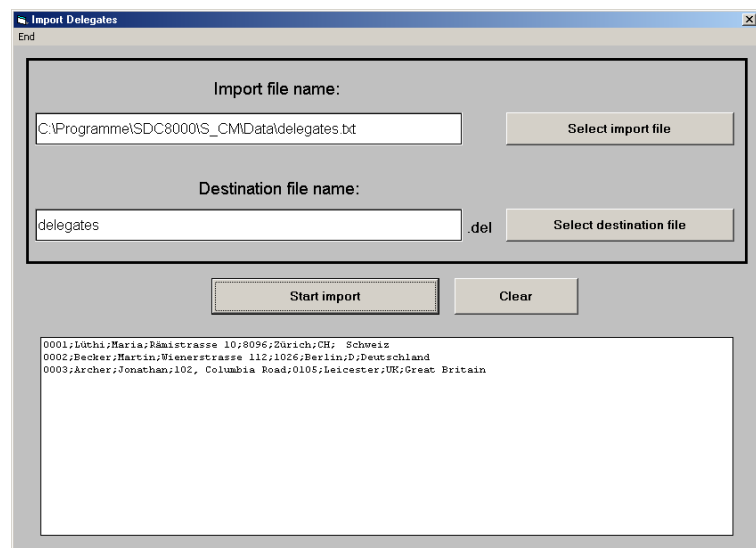 Import Delegates
End
Import file name:
C:\Programme\SDC8000\S_CM\Data\delegates.txt
Select import file
Destination file name:
delegates
.del
Select destination file
Start import
Clear
0001;Lüthi;Maria;Rämistrasse 10;8096;Zürich;CH; Schweiz
0002;Becker;Martin;Wienerstrasse 112;1026;Berlin;D;Deutschland
0003;Archer;Jonathan;102, Columbia Road;0105;Leicester;UK;Great Britain